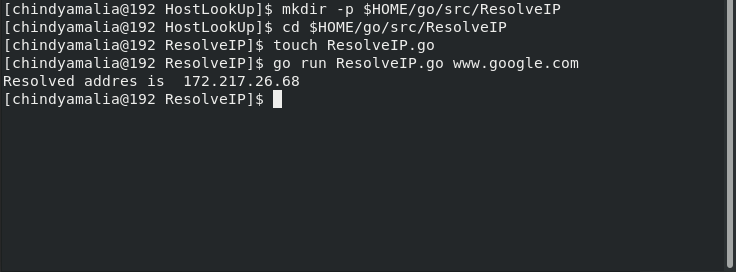 [chindyamalia@192 HostLookUp]$ mkdir -p $HOME/go/src/ResolveIP
[chindyamalia@192 HostLookUp]$ cd $HOME/go/src/ResolveIP
[chindyamalia@192 ResolveIP]$ touch ResolveIP.go
[chindyamalia@192 ResolveIP]$ go run ResolveIP.go www.google.com
Resolved addres is  172.217.26.68
[chindyamalia@192 ResolveIP]$